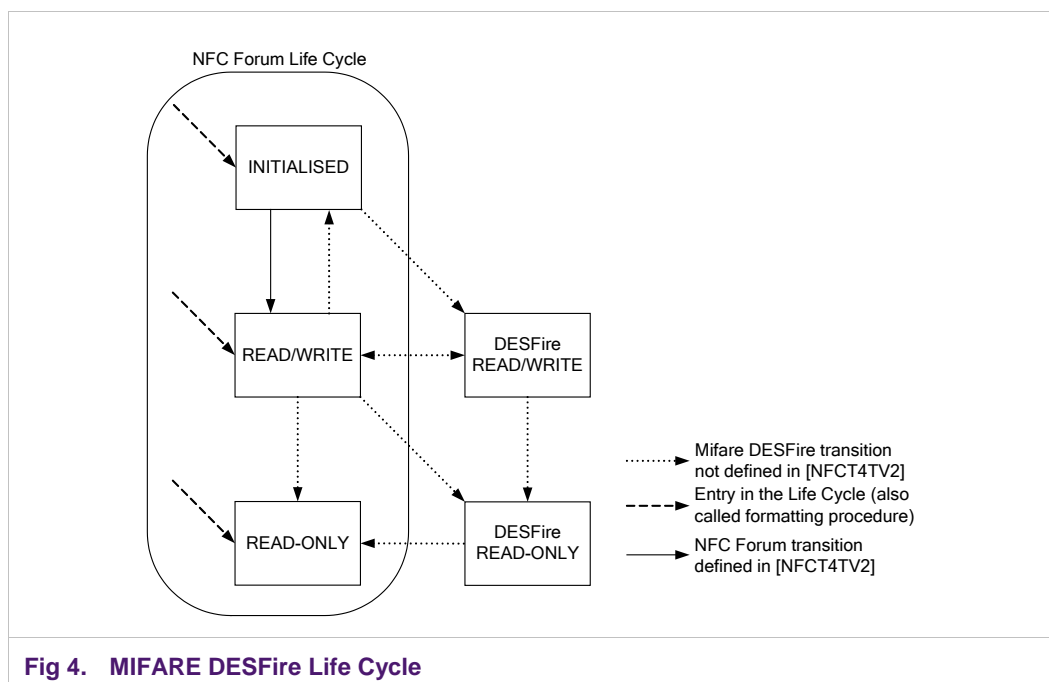 NFC Forum Life Cycle
INITIALISED
READ/WRITE
DESFire
READ/WRITE
READ-ONLY
DESFire
READ-ONLY
Mifare DESFire transition
not defined in [NFCT4TV2]
Entry in the Life Cycle (also
called formatting procedure)
NFC Forum transition
defined in [NFCT4TV2]
Fig 4. MIFARE DESFire Life Cycle